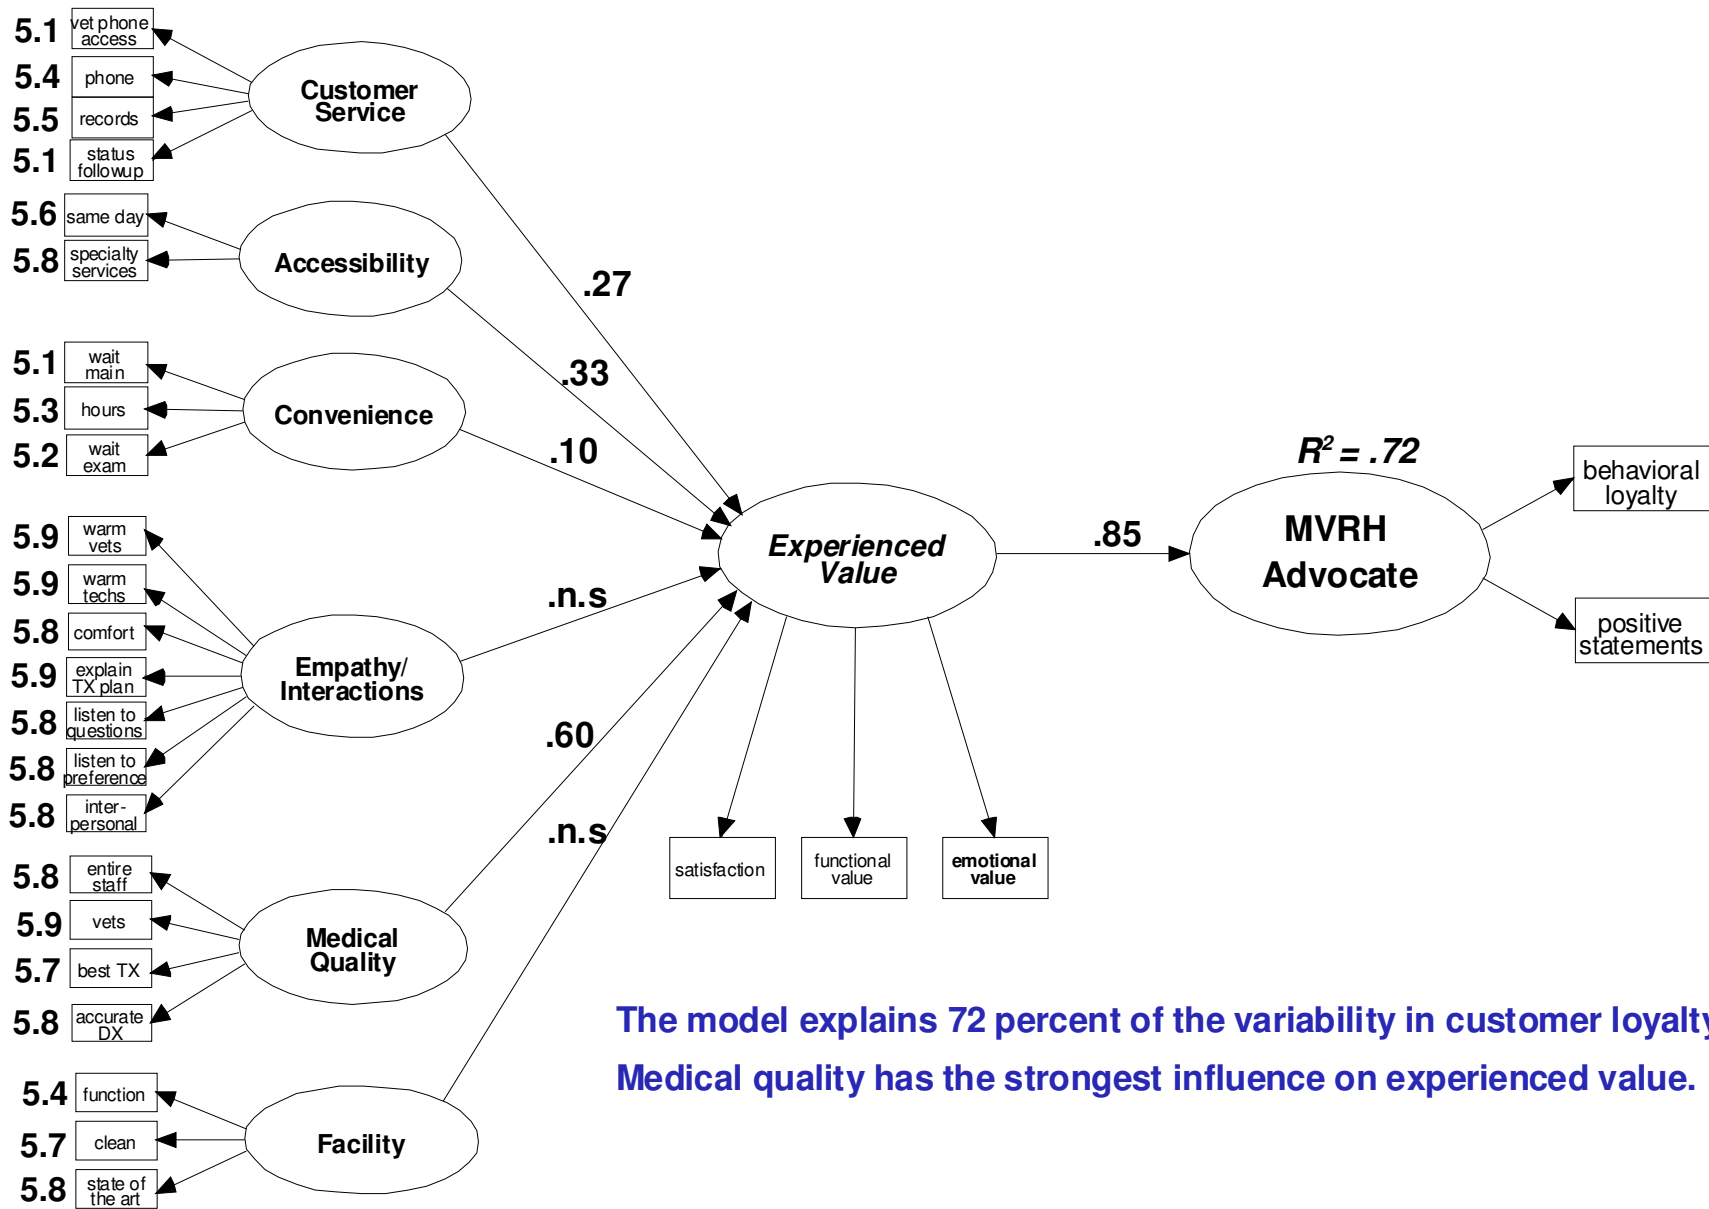 5.1
vet phone
access
5.4
phone
5.5
records
5.1
status
followup
Customer
Service
5.6
same day
5.8
specialty
services
Accessibility
5.1
wait
main
5.3
hours
5.2
wait
exam
Convenience
5.9
warm
vets
5.9
warm
techs
5.8
comfort
5.9
explain
TX plan
5.8
listen to
questions
5.8
listen to
preference
5.8
inter-
personal
Empathy/
Interactions
5.8
entire
staff
5.9
vets
5.7
best TX
5.8
accurate
DX
Medical
Quality
5.4
function
5.7
clean
5.8
state of
the art
Facility
.27
.33
.10
.n.s
.60
.n.s
Experienced
Value
satisfaction
functional
value
emotional
value
.85
R² = .72
MVRH
Advocate
behavioral
loyalty
positive
statements
The model explains 72 percent of the variability in customer loyalty
Medical quality has the strongest influence on experienced value.